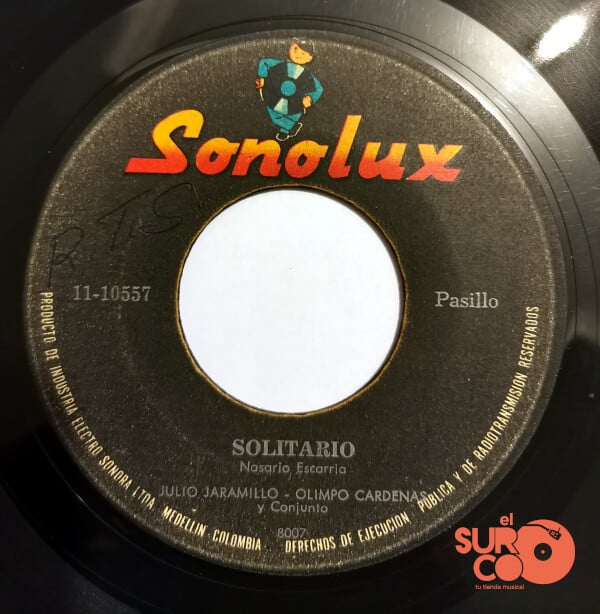 Sonolux
R T.S
11-10557
Pasillo
SOLITARIO
Nasario Escarria
JULIO JARAMILLO - OLIMPO CARDENAS
y Conjunto
8007
PRODUCTO DE INDUSTRIA ELECTRO SONORA LTDA. MEDELLIN COLOMBIA. DERECHOS DE EJECUCION PÚBLICA Y DE RADIOTRANSMISION RESERVADOS
el
SURCO
tu tienda musical